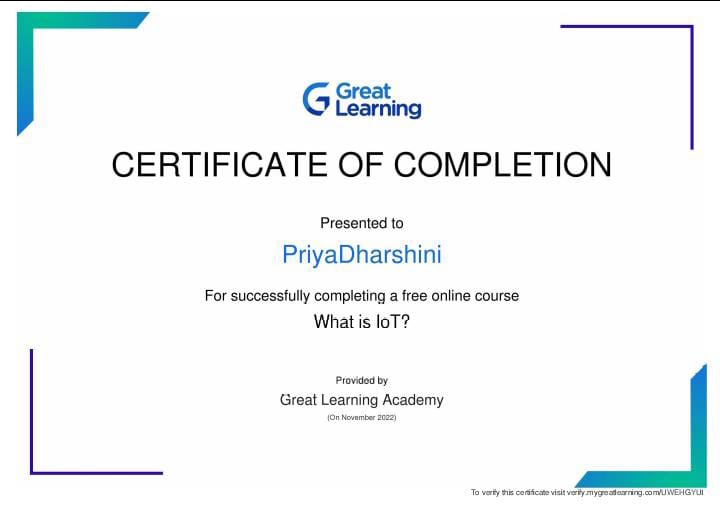 Great
Learning
CERTIFICATE OF COMPLETION
Presented to
PriyaDharshini
For successfully completing a free online course
What is IoT?
Provided by
Great Learning Academy
(On November 2022)
To verify this certificate visit verify.mygreatlearning.com/UWEHGYUI